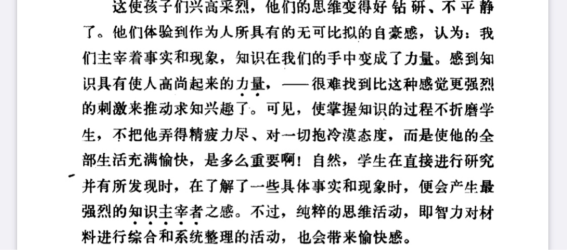 这使孩子们兴高采烈，他们的思维变得好钻研、不平静
了。他们体验到作为人所具有的无可比拟的自豪感，认为：我
们主宰着事实和现象，知识在我们的手中变成了力量。感到知
识具有使人高尚起来的力量，——很难找到比这种感觉更强烈
的刺激来推动求知兴趣了。可见，使掌握知识的过程不折磨学
生，不把他弄得精疲力尽、对一切抱冷漠态度，而是使他的全
部生活充满愉快，是多么重要啊！自然，学生在直接进行研究
并有所发现时，在了解了一些具体事实和现象时，便会产生最
强烈的知识主宰者之感。不过，纯粹的思维活动，即智力对材
料进行综合和系统整理的活动，也会带来愉快感。